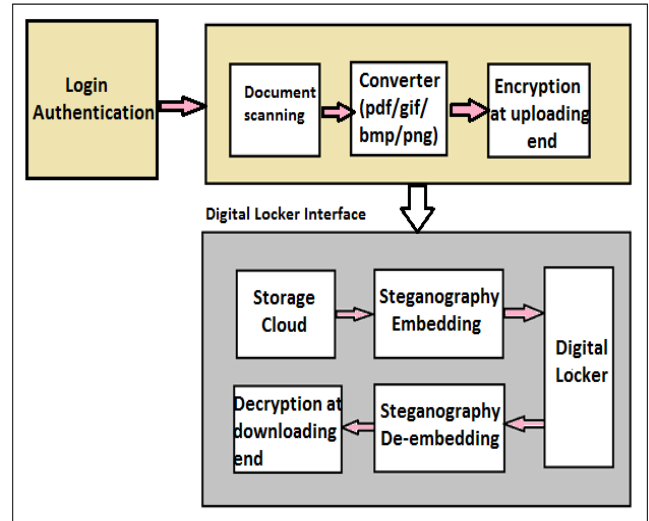 Login
Authentication
Document
scanning
Converter
(pdf/gif/
bmp/png)
Encryption
at uploading
end
Digital Locker Interface
Storage
Cloud
Steganography
Embedding
Digital
Locker
Decryption at
downloading
end
Steganography
De-embedding